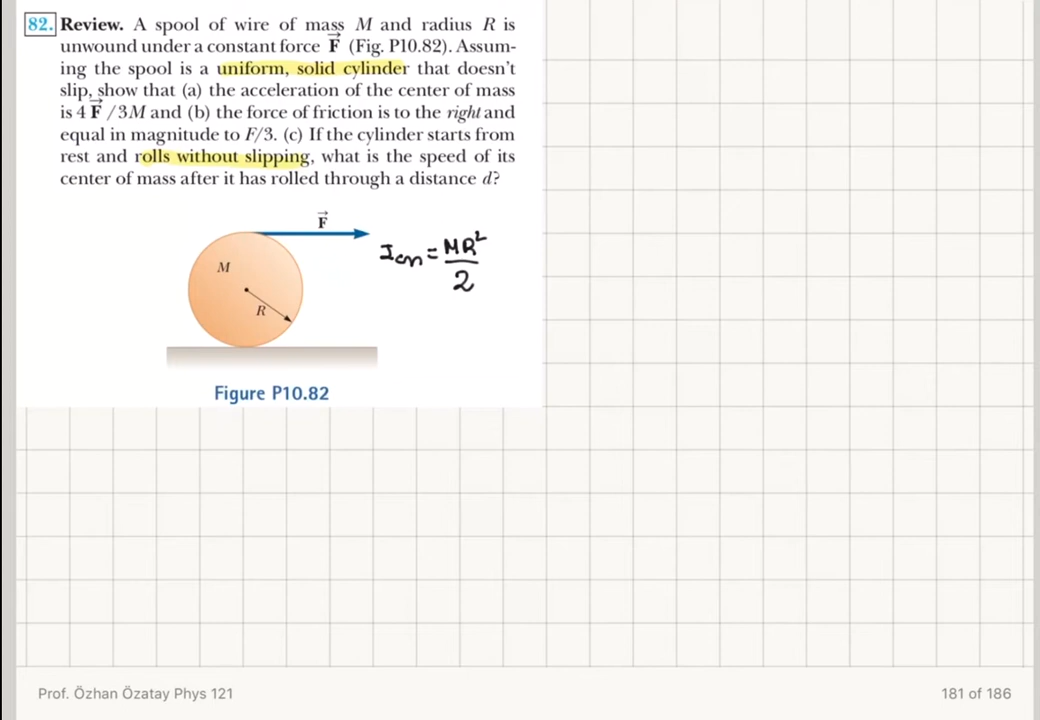 82. Review. A spool of wire of mass M and radius R is
unwound under a constant force F⃗ (Fig. P10.82). Assum-
ing the spool is a uniform, solid cylinder that doesn't
slip, show that (a) the acceleration of the center of mass
is 4 F⃗ /3M and (b) the force of friction is to the right and
equal in magnitude to F/3. (c) If the cylinder starts from
rest and rolls without slipping, what is the speed of its
center of mass after it has rolled through a distance d?
F⃗
M
R
I_cm = MR²/2
Figure P10.82
Prof. Özhan Özatay Phys 121
181 of 186